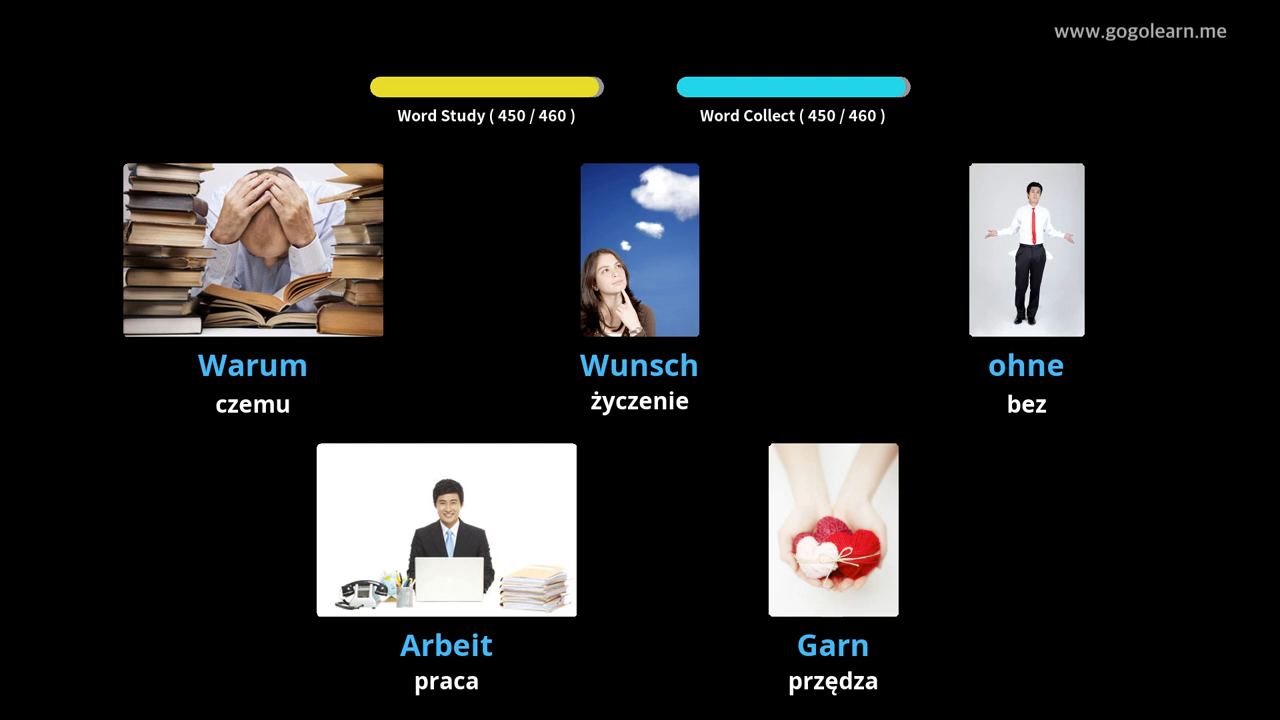 www.gogolearn.me
Word Study ( 450 / 460 )
Word Collect ( 450 / 460 )
Warum
czemu
Wunsch
życzenie
ohne
bez
Arbeit
praca
Garn
przędza